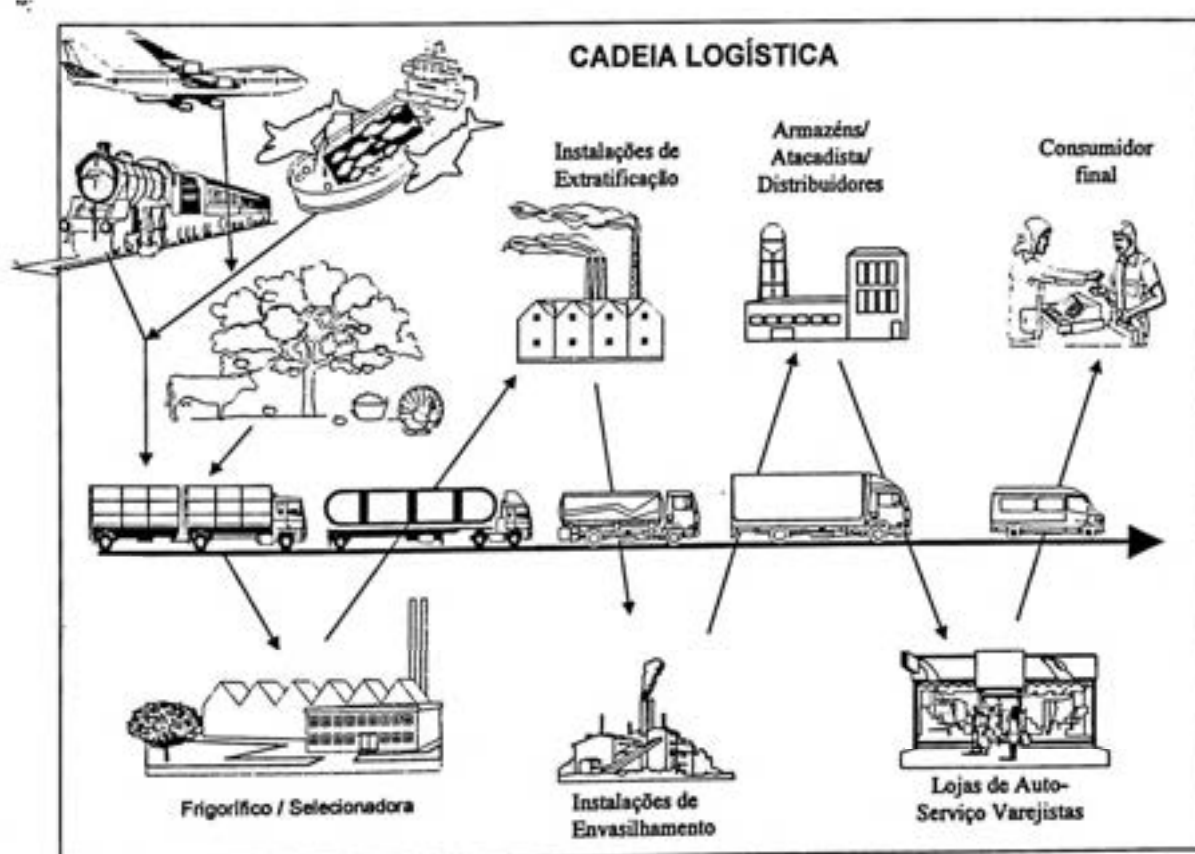 CADEIA LOGÍSTICA
Instalações de
Extratificação
Armazéns/
Atacadista/
Distribuidores
Consumidor
final
Frigorífico / Selecionadora
Instalações de
Envasilhamento
Lojas de Auto-
Serviço Varejistas